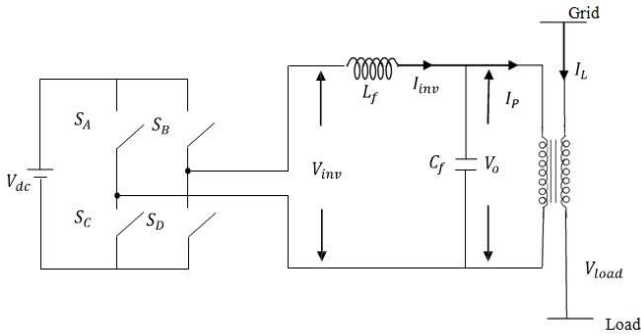 Grid
I_L
L_f
I_inv
I_P
S_A
S_B
V_dc
V_inv
C_f
V_o
S_C
S_D
V_load
Load